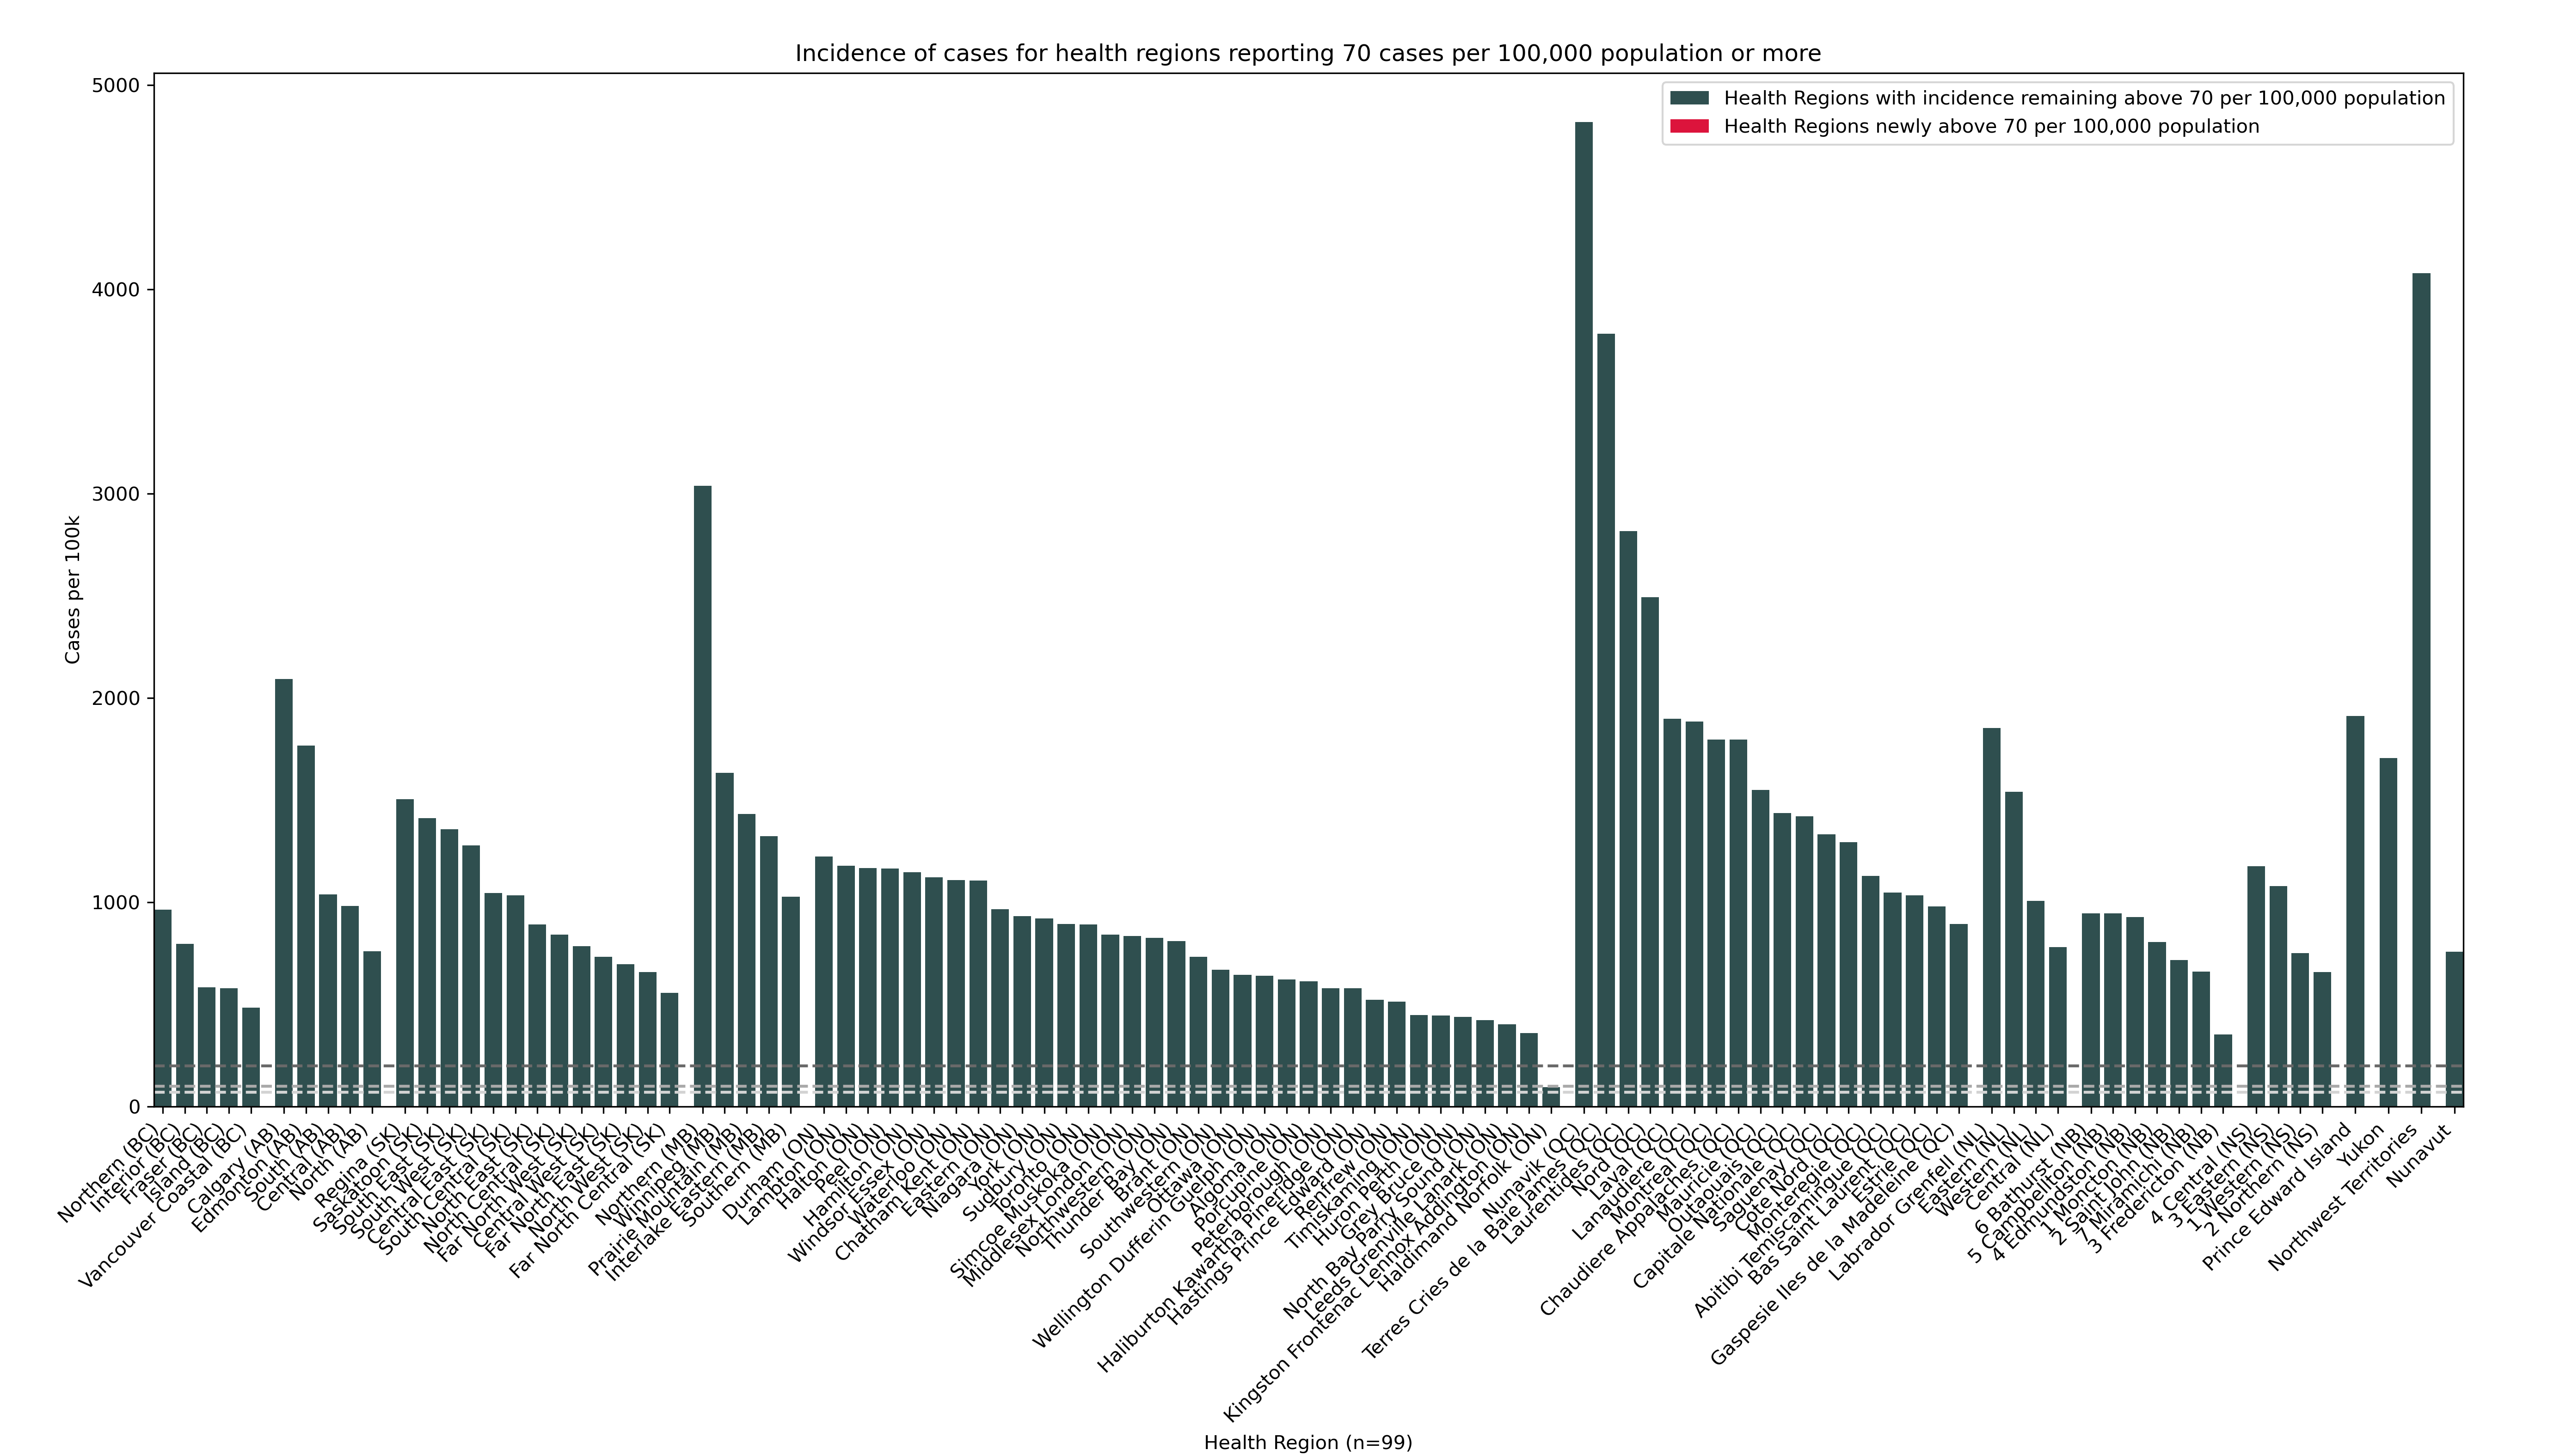 Incidence of cases for health regions reporting 70 cases per 100,000 population or more
Health Regions with incidence remaining above 70 per 100,000 population
Health Regions newly above 70 per 100,000 population
Cases per 100k
5000
4000
3000
2000
1000
0
Northern (BC)
Interior (BC)
Fraser (BC)
Island (BC)
Vancouver Coastal (BC)
Calgary (AB)
Edmonton (AB)
South (AB)
Central (AB)
North (AB)
Regina (SK)
Saskatoon (SK)
South East (SK)
South West (SK)
Central East (SK)
South Central (SK)
North East (SK)
North Central (SK)
Far North West (SK)
Central West (SK)
Far North East (SK)
North West (SK)
Far North Central (SK)
Northern (MB)
Winnipeg (MB)
Prairie Mountain (MB)
Interlake Eastern (MB)
Southern (MB)
Durham (ON)
Lambton (ON)
Halton (ON)
Peel (ON)
Hamilton (ON)
Windsor Essex (ON)
Waterloo (ON)
Chatham Kent (ON)
Eastern (ON)
Niagara (ON)
York (ON)
Sudbury (ON)
Toronto (ON)
Simcoe Muskoka (ON)
Middlesex London (ON)
Northwestern (ON)
Thunder Bay (ON)
Brant (ON)
Southwestern (ON)
Ottawa (ON)
Wellington Dufferin Guelph (ON)
Algoma (ON)
Porcupine (ON)
Peterborough (ON)
Haliburton Kawartha Pineridge (ON)
Hastings Prince Edward (ON)
Renfrew (ON)
Timiskaming (ON)
Huron Perth (ON)
Grey Bruce (ON)
North Bay Parry Sound (ON)
Leeds Grenville Lanark (ON)
Kingston Frontenac Lennox Addington (ON)
Haldimand Norfolk (ON)
Nunavik (QC)
Terres Cries de la Baie James (QC)
Laurentides (QC)
Nord (QC)
Laval (QC)
Lanaudiere (QC)
Montreal (QC)
Chaudiere Appalaches (QC)
Mauricie (QC)
Outaouais (QC)
Capitale Nationale (QC)
Saguenay (QC)
Cote Nord (QC)
Monteregie (QC)
Abitibi Temiscamingue (QC)
Bas Saint Laurent (QC)
Estrie (QC)
Gaspesie Iles de la Madeleine (QC)
Labrador Grenfell (NL)
Eastern (NL)
Western (NL)
Central (NL)
6 Bathurst (NB)
5 Campbellton (NB)
4 Edmundston (NB)
1 Moncton (NB)
2 Saint John (NB)
7 Miramichi (NB)
3 Fredericton (NB)
4 Central (NS)
3 Eastern (NS)
1 Western (NS)
2 Northern (NS)
Prince Edward Island
Yukon
Northwest Territories
Nunavut
Health Region (n=99)